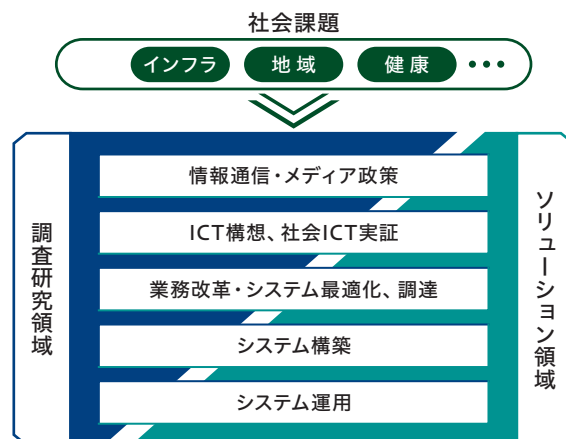 社会課題
インフラ
地域
健康
•••
調査研究領域
情報通信・メディア政策
ICT構想、社会ICT実証
業務改革・システム最適化、調達
システム構築
システム運用
ソリューション領域